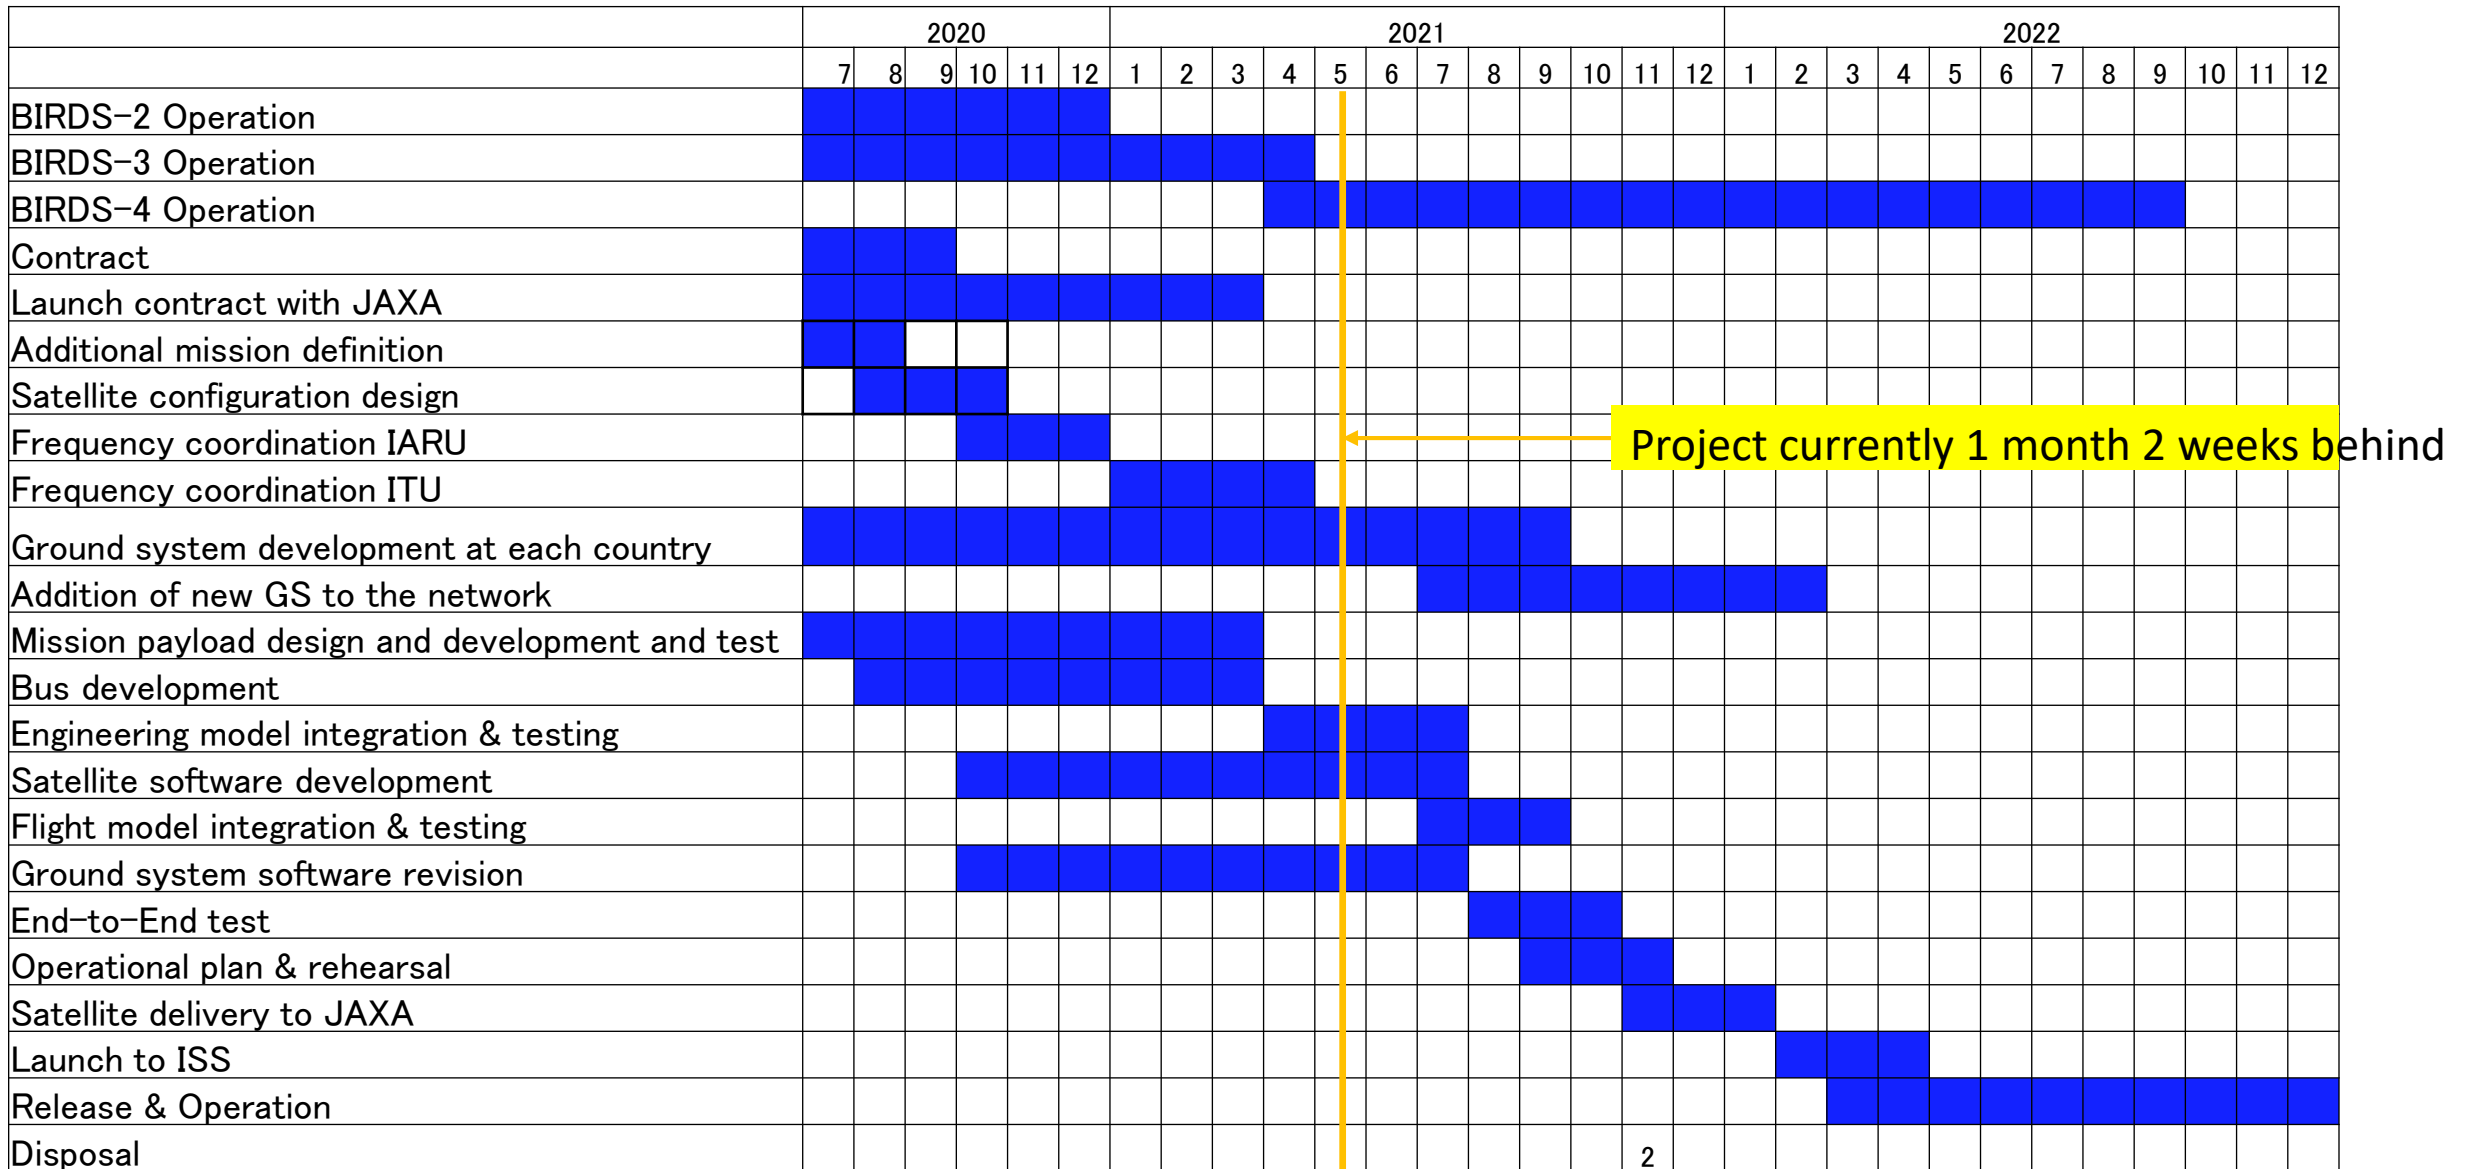 2020 2021 2022
7 8 9 10 11 12 1 2 3 4 5 6 7 8 9 10 11 12 1 2 3 4 5 6 7 8 9 10 11 12
BIRDS-2 Operation
BIRDS-3 Operation
BIRDS-4 Operation
Contract
Launch contract with JAXA
Additional mission definition
Satellite configuration design
Frequency coordination IARU
Project currently 1 month 2 weeks behind
Frequency coordination ITU
Ground system development at each country
Addition of new GS to the network
Mission payload design and development and test
Bus development
Engineering model integration & testing
Satellite software development
Flight model integration & testing
Ground system software revision
End-to-End test
Operational plan & rehearsal
Satellite delivery to JAXA
Launch to ISS
Release & Operation
Disposal
2